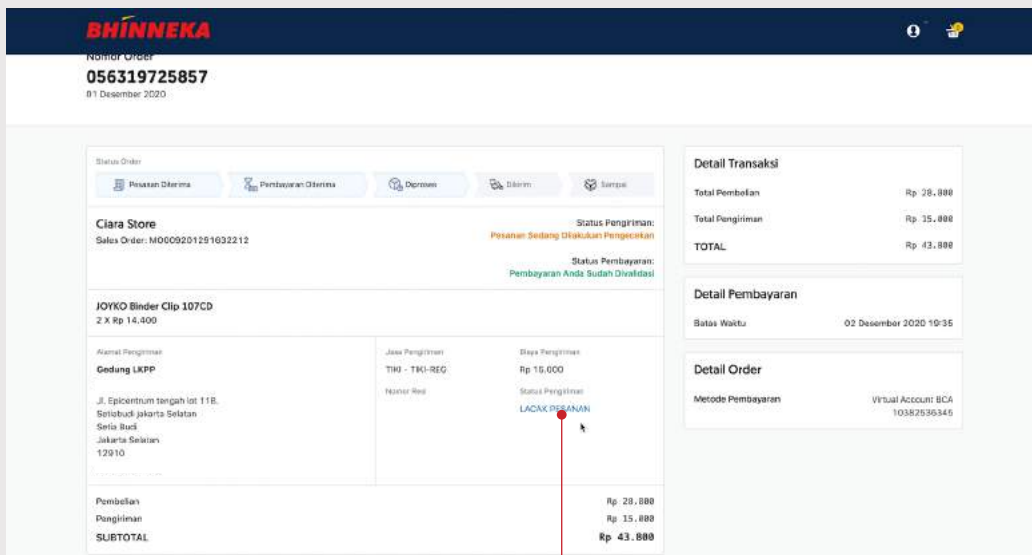 BHINNEKA
Nomor Order
056319725857
01 Desember 2020
Status Order
Pesanan Diterima
Pembayaran Diterima
Diproses
Dikirim
Sampai
Ciara Store
Sales Order: MO009201291632212
Status Pengiriman:
Pesanan Sedang Dilakukan Pengecekan
Status Pembayaran:
Pembayaran Anda Sudah Divalidasi
JOYKO Binder Clip 107CD
2 X Rp 14.400
Alamat Pengiriman
Gedung LKPP
Jl. Epicentrum tengah lot 11B.
Setiabudi jakarta Selatan
Setia Budi
Jakarta Selatan
12910
Jasa Pengiriman
TIKI - TIKI-REG
Nomor Resi
Biaya Pengiriman
Rp 15.000
Status Pengiriman
LACAK PESANAN
Pembelian Rp 28.800
Pengiriman Rp 15.000
SUBTOTAL Rp 43.800
Detail Transaksi
Total Pembelian Rp 28.800
Total Pengiriman Rp 15.000
TOTAL Rp 43.800
Detail Pembayaran
Batas Waktu 02 Desember 2020 19:35
Detail Order
Metode Pembayaran Virtual Account BCA
10382536345